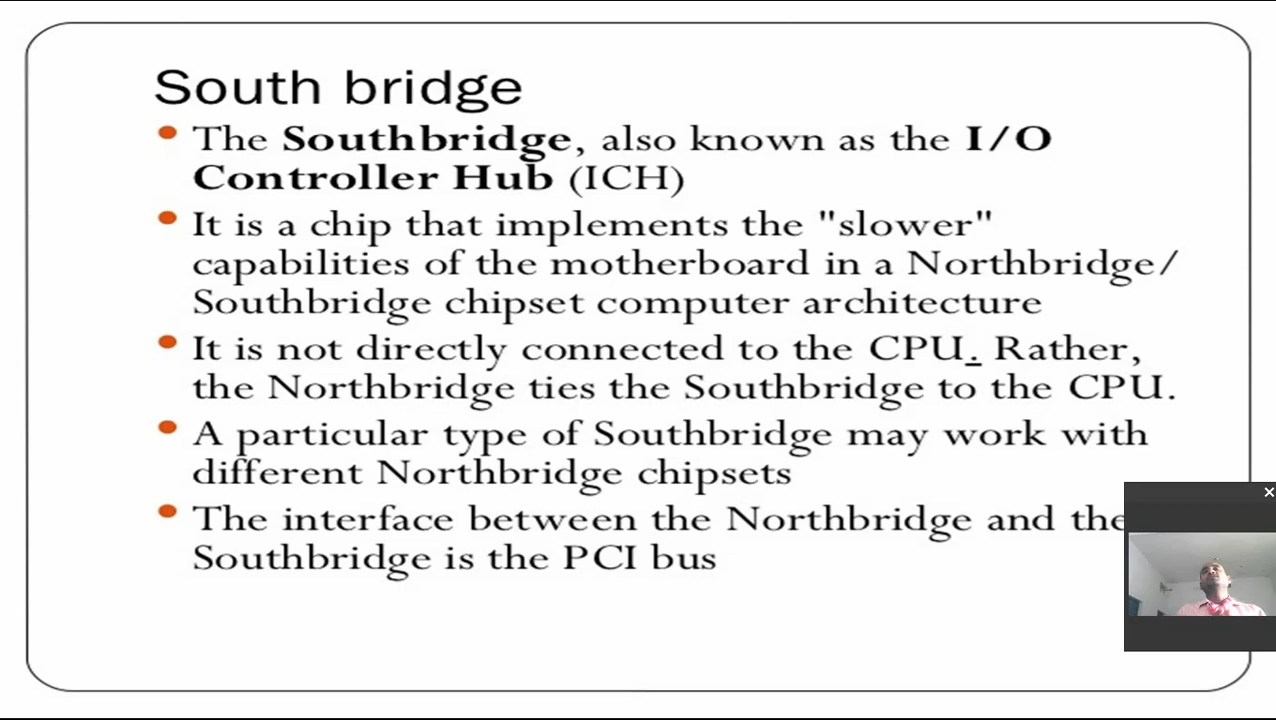 South bridge
• The Southbridge, also known as the I/O
Controller Hub (ICH)
• It is a chip that implements the "slower"
capabilities of the motherboard in a Northbridge/
Southbridge chipset computer architecture
• It is not directly connected to the CPU. Rather,
the Northbridge ties the Southbridge to the CPU.
• A particular type of Southbridge may work with
different Northbridge chipsets
• The interface between the Northbridge and the
Southbridge is the PCI bus